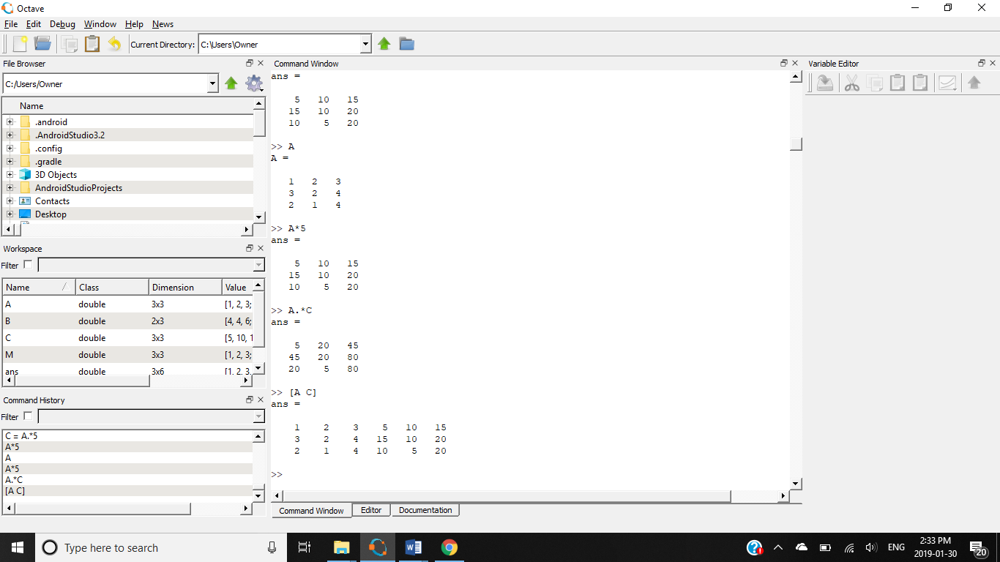 Octave
File Edit Debug Window Help News
Current Directory: C:\Users\Owner
File Browser
C:/Users/Owner
Name
.android
.AndroidStudio3.2
.config
.gradle
3D Objects
AndroidStudioProjects
Contacts
Desktop
Workspace
Filter
Name Class Dimension Value
A double 3x3 [1, 2, 3;
B double 2x3 [4, 4, 6;
C double 3x3 [5, 10, 1
M double 3x3 [1, 2, 3;
ans double 3x6 [1, 2, 3,
Command History
Filter
C = A.*5
A*5
A
A*5
A.*C
[A C]
Command Window
ans =
5 10 15
15 10 20
10 5 20
>> A
A =
1 2 3
3 2 4
2 1 4
>> A*5
ans =
5 10 15
15 10 20
10 5 20
>> A.*C
ans =
5 20 45
45 20 80
20 5 80
>> [A C]
ans =
1 2 3 5 10 15
3 2 4 15 10 20
2 1 4 10 5 20
>>
Command Window Editor Documentation
Variable Editor
Type here to search
ENG
2:33 PM
2019-01-30
20